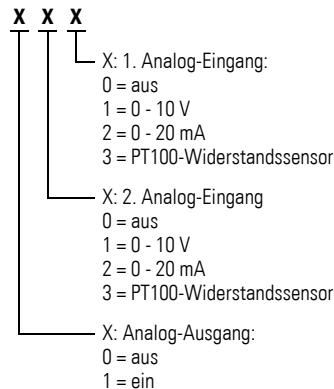 X X X
X: 1. Analog-Eingang:
0 = aus
1 = 0 - 10 V
2 = 0 - 20 mA
3 = PT100-Widerstandssensor
X: 2. Analog-Eingang
0 = aus
1 = 0 - 10 V
2 = 0 - 20 mA
3 = PT100-Widerstandssensor
X: Analog-Ausgang:
0 = aus
1 = ein